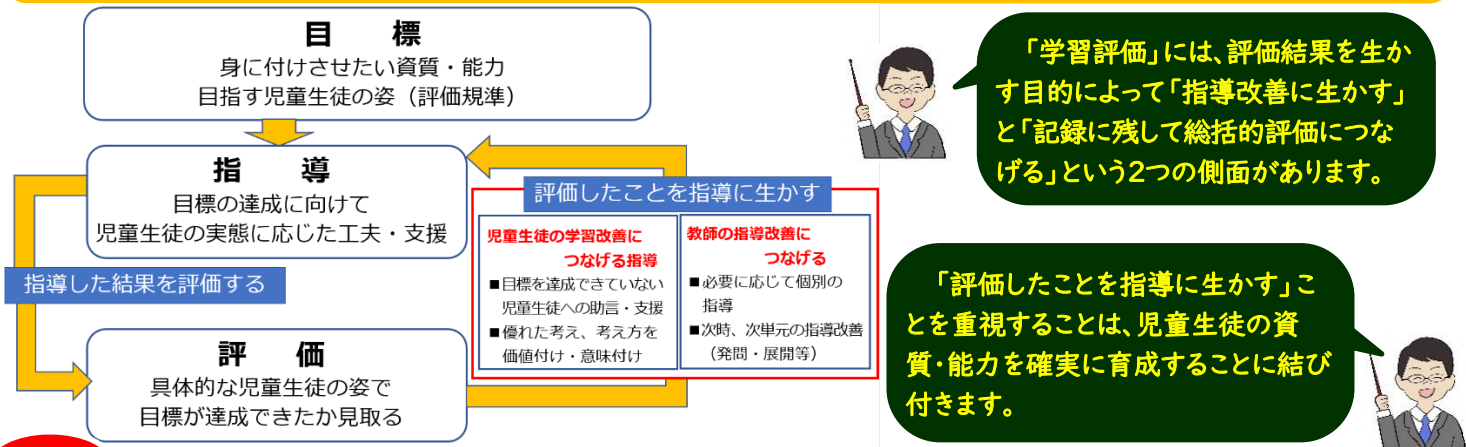 目　標
身に付けさせたい資質・能力
目指す児童生徒の姿（評価規準）
指　導
目標の達成に向けて
児童生徒の実態に応じた工夫・支援
指導した結果を評価する
評　価
具体的な児童生徒の姿で
目標が達成できたか見取る
評価したことを指導に生かす
児童生徒の学習改善に
つなげる指導
■目標を達成できていない
児童生徒への助言・支援
■優れた考え、考え方を
価値付け・意味付け
教師の指導改善に
つなげる
■必要に応じて個別の
指導
■次時、次単元の指導改善
（発問・展開等）
「学習評価」には、評価結果を生か
す目的によって「指導改善に生かす」
と「記録に残して総括的評価につな
げる」という2つの側面があります。
「評価したことを指導に生かす」こ
とを重視することは、児童生徒の資
質・能力を確実に育成することに結び
付きます。